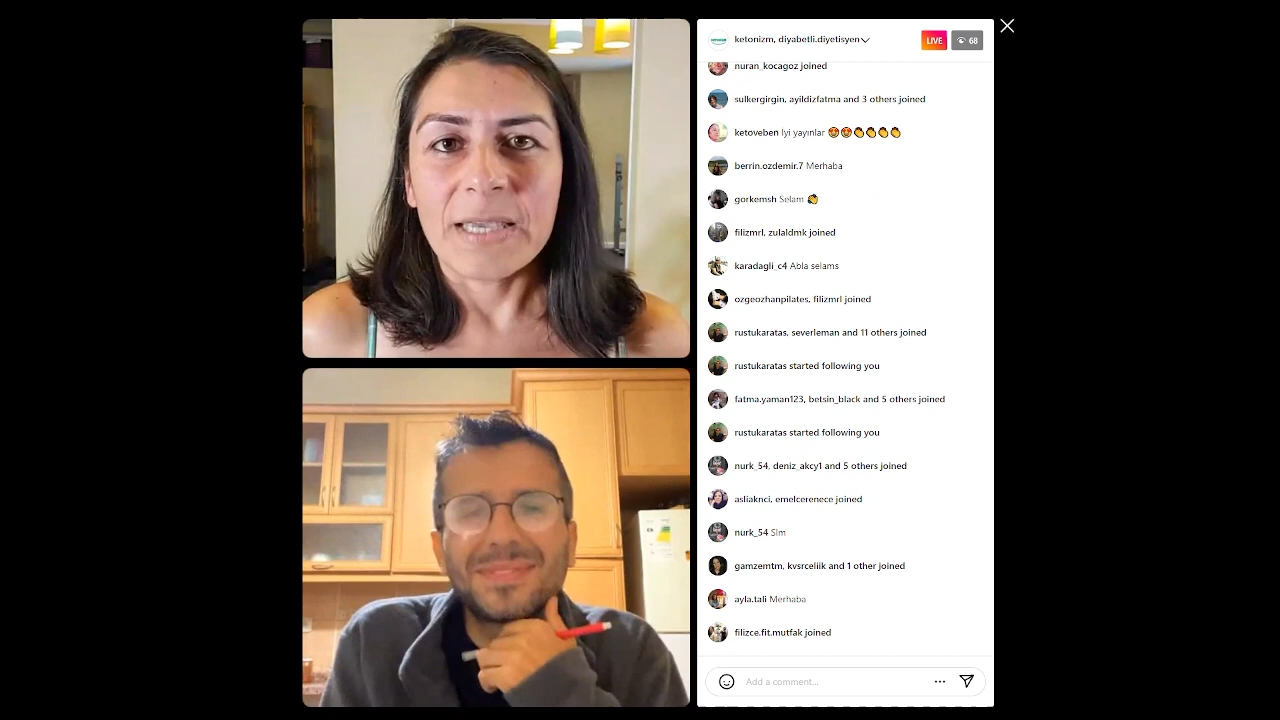 ketonizm, diyabetli.diyetisyen
LIVE
68
nuran_kocagoz joined
sulkergirgin, ayildizfatma and 3 others joined
ketoveben Iyi yayınlar 😍😍👏👏👏👏
berrin.ozdemir.7 Merhaba
gorkemsh Selam 👏
filizmrl, zulaldmk joined
karadagli_c4 Abla selams
ozgeozhanpilates, filizmrl joined
rustukaratas, severleman and 11 others joined
rustukaratas started following you
fatma.yaman123, betsin_black and 5 others joined
rustukaratas started following you
nurk_54, deniz_akcy1 and 5 others joined
asliaknci, emelcerenece joined
nurk_54 Slm
gamzemtm, kvsrceliik and 1 other joined
ayla.tali Merhaba
filizce.fit.mutfak joined
Add a comment...